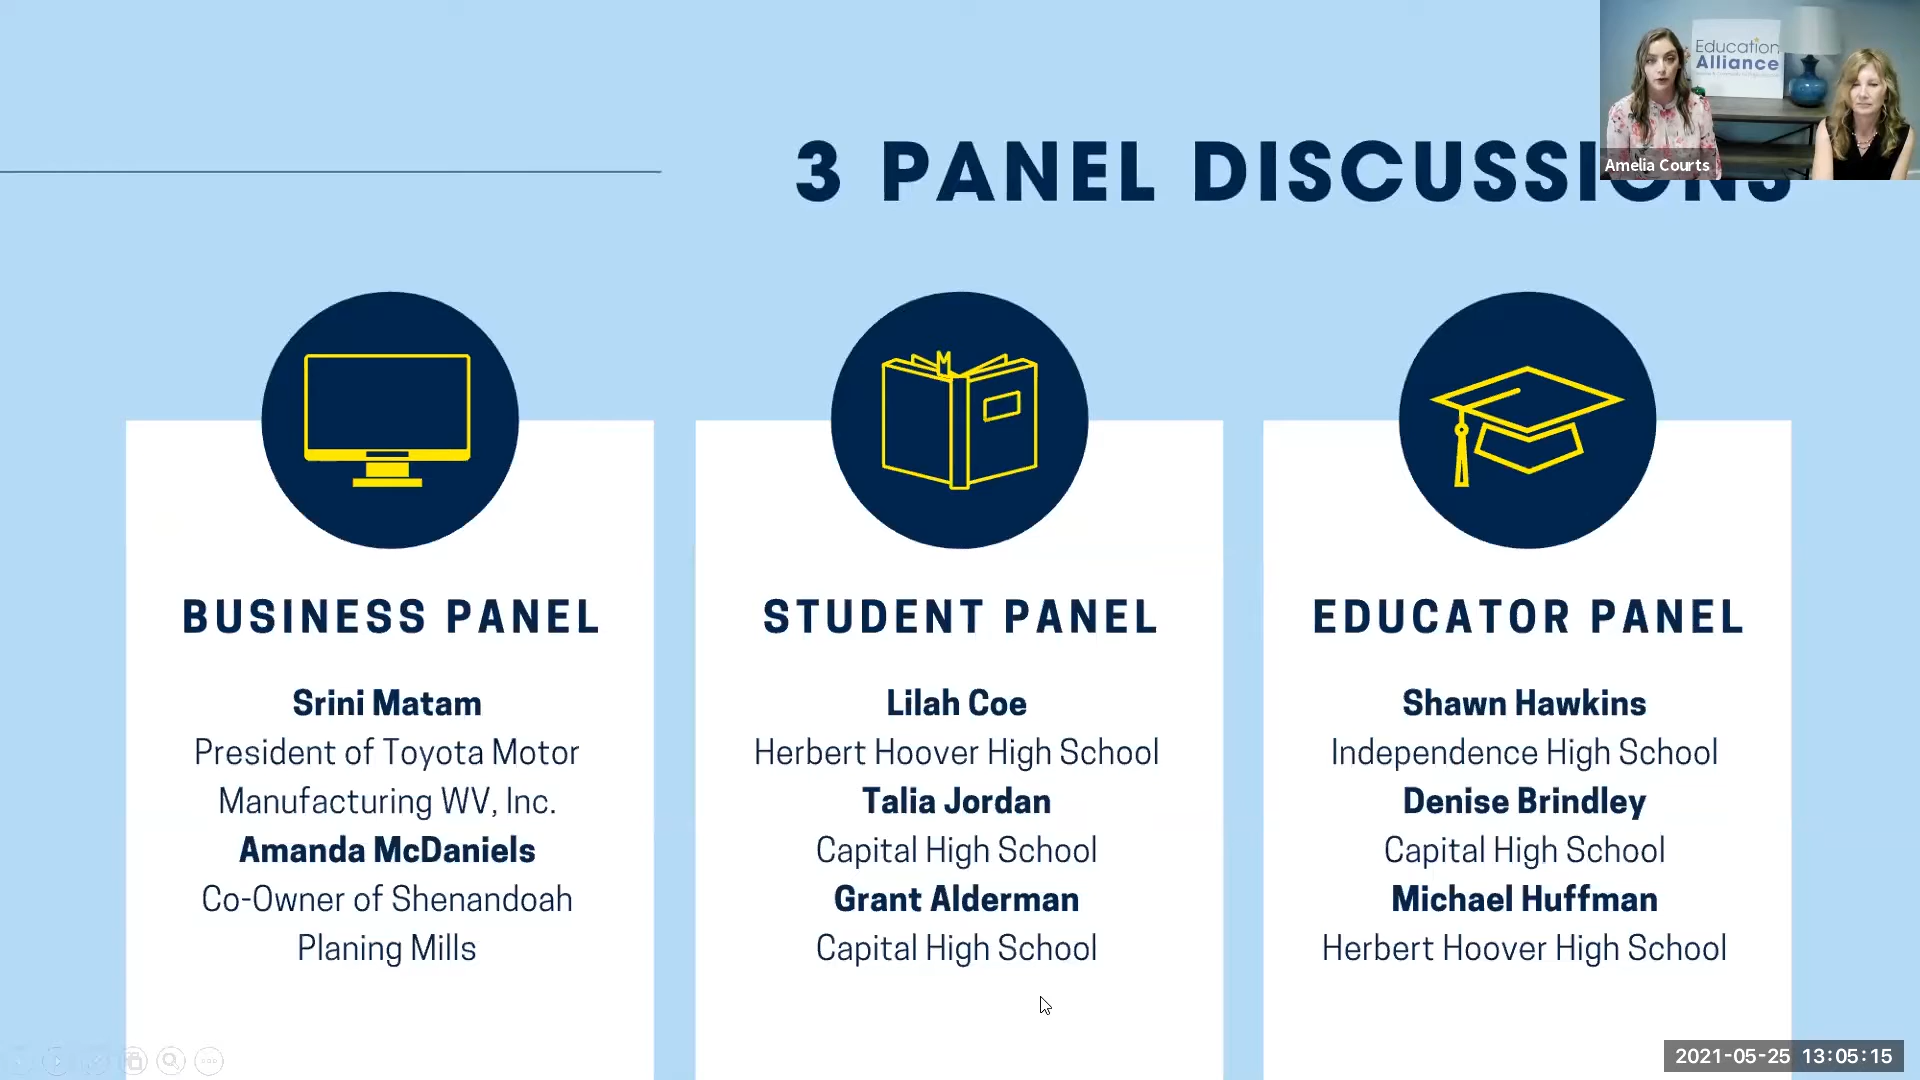 Education
Alliance
Amelia Courts
3 PANEL DISCUSSIONS
BUSINESS PANEL
Srini Matam
President of Toyota Motor
Manufacturing WV, Inc.
Amanda McDaniels
Co-Owner of Shenandoah
Planing Mills
STUDENT PANEL
Lilah Coe
Herbert Hoover High School
Talia Jordan
Capital High School
Grant Alderman
Capital High School
EDUCATOR PANEL
Shawn Hawkins
Independence High School
Denise Brindley
Capital High School
Michael Huffman
Herbert Hoover High School
2021-05-25 13:05:15